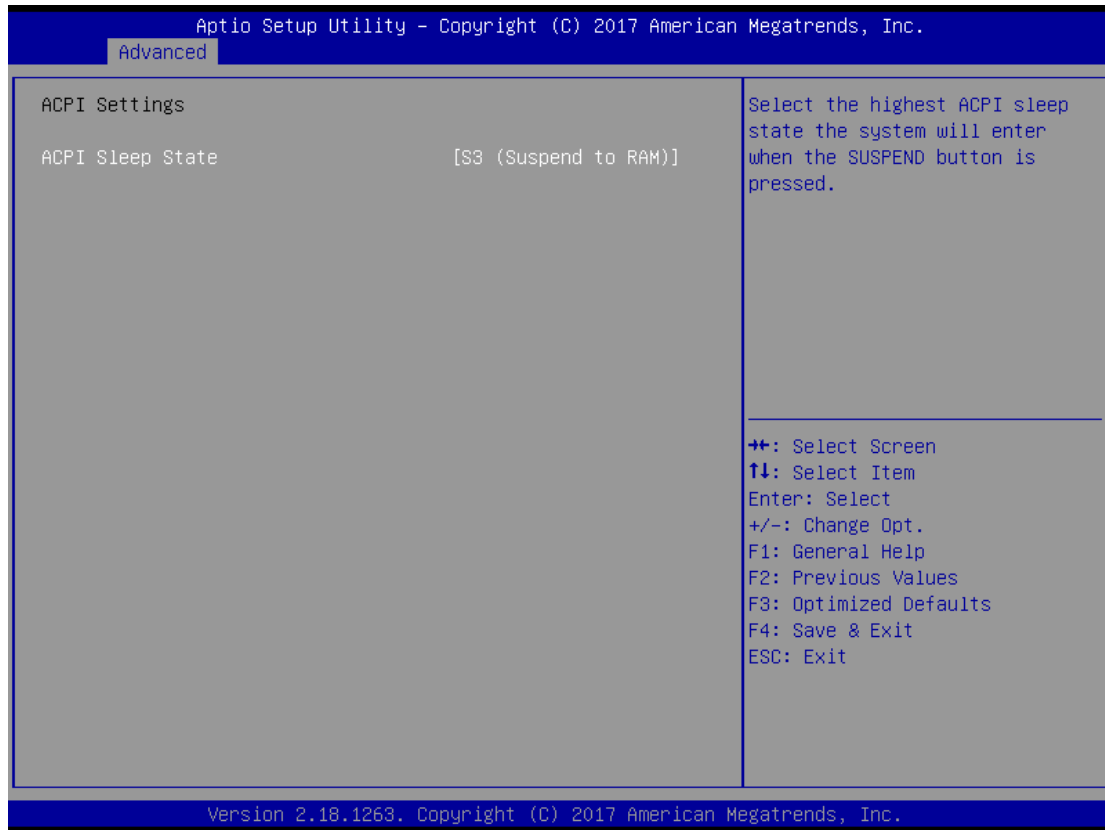 Aptio Setup Utility – Copyright (C) 2017 American Megatrends, Inc.
Advanced
ACPI Settings
ACPI Sleep State [S3 (Suspend to RAM)]
Select the highest ACPI sleep
state the system will enter
when the SUSPEND button is
pressed.
→←: Select Screen
↑↓: Select Item
Enter: Select
+/-: Change Opt.
F1: General Help
F2: Previous Values
F3: Optimized Defaults
F4: Save & Exit
ESC: Exit
Version 2.18.1263. Copyright (C) 2017 American Megatrends, Inc.